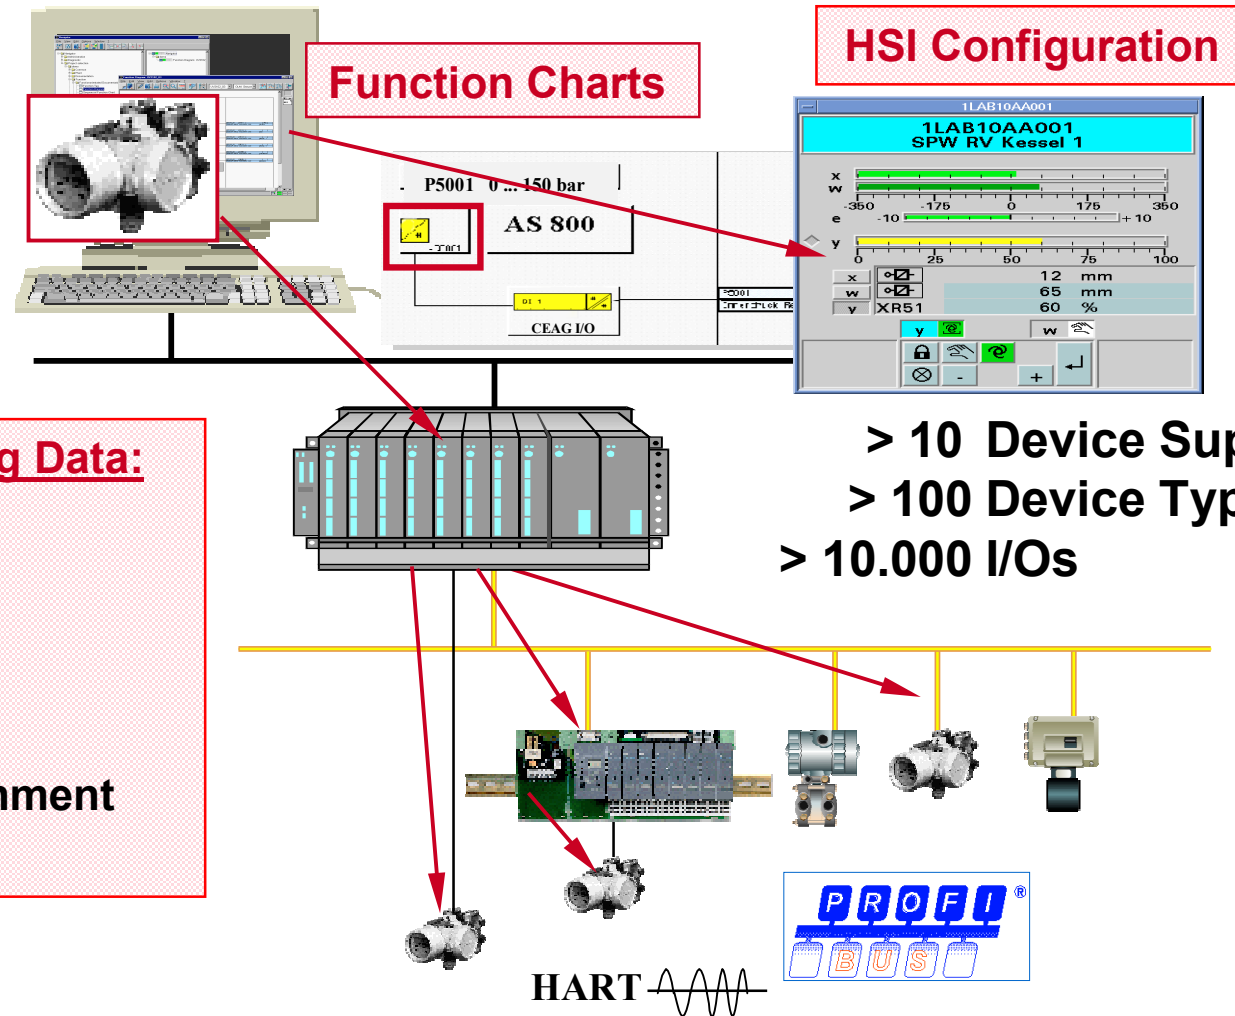 Function Charts
HSI Configuration
P5001 0 ... 150 bar
AS 800
CEAG I/O
P5001
1LAB10AA001
1LAB10AA001
SPW RV Kessel 1
x
w
-350 -175 0 175 350
e -10 +10
y
0 25 50 75 100
x 12 mm
w 65 mm
y XR51 60 %
y w
- +
g Data:
> 10 Device Sup
> 100 Device Typ
> 10.000 I/Os
nment
PROFI®
BUS
HART